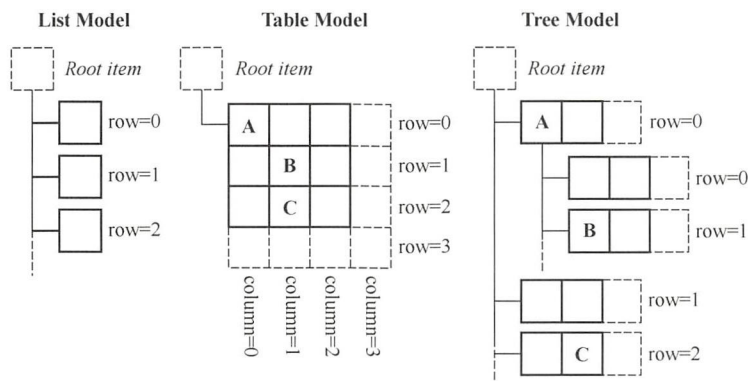 List Model
Table Model
Tree Model
Root item
Root item
Root item
row=0
row=1
row=2
A
B
C
row=0
row=1
row=2
row=3
column=0
column=1
column=2
column=3
A
row=0
row=0
B
row=1
row=1
C
row=2